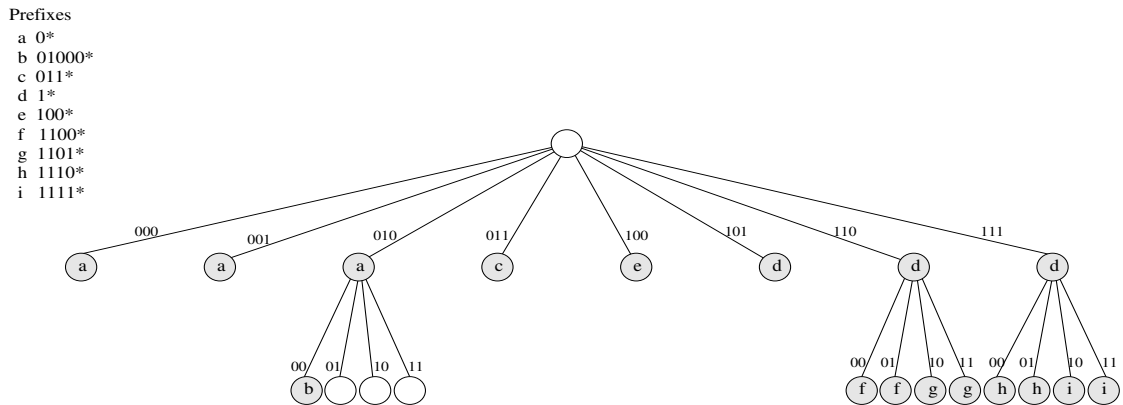 Prefixes
a 0*
b 01000*
c 011*
d 1*
e 100*
f 1100*
g 1101*
h 1110*
i 1111*
000 001 010 011 100 101 110 111
a a a c e d d d
00 01 10 11 00 01 10 11 00 01 10 11
b f f g g h h i i